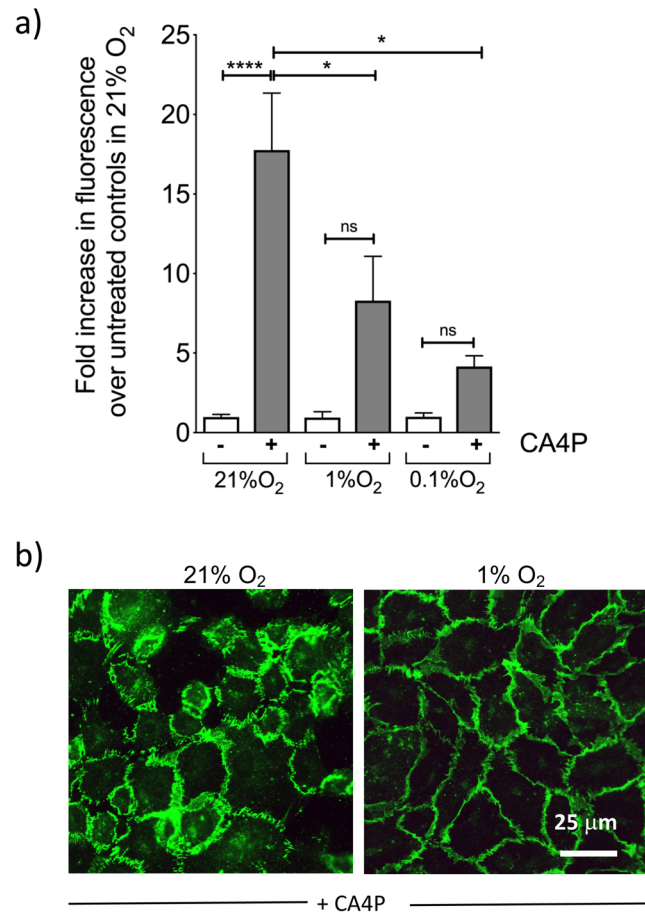 a)
Fold increase in fluorescence
over untreated controls in 21% O₂
25
20
15
10
5
0
****
*
*
ns
ns
- + - + - + CA4P
21%O₂ 1%O₂ 0.1%O₂
b)
21% O₂ 1% O₂
25 µm
+ CA4P